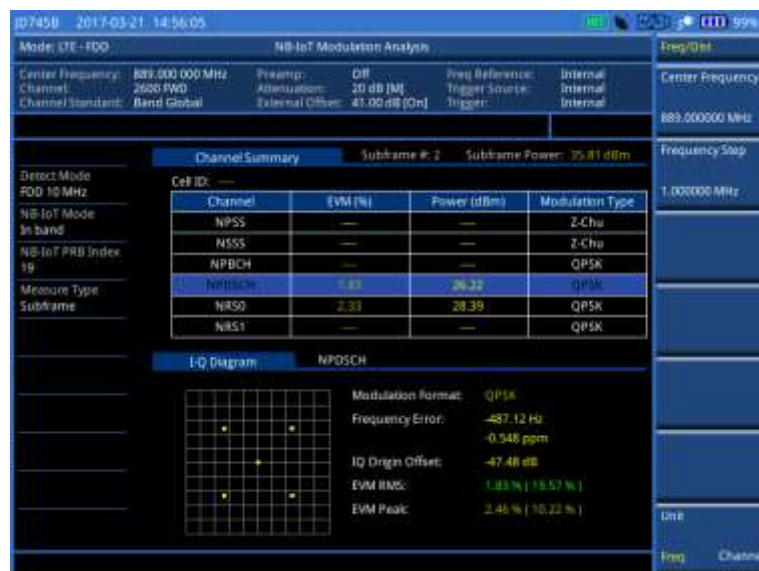 JD745B 2017-03-21 14:56:05 99%
Mode: LTE - FDD NB-IoT Modulation Analysis Freq/Dist
Center Frequency: 889.000 000 MHz Preamp: Off Freq Reference: Internal
Channel: 2600 FWD Attenuation: 20 dB [M] Trigger Source: Internal
Channel Standard: Band Global External Offset: 41.00 dB [On] Trigger: Internal
Center Frequency
889.000000 MHz
Channel Summary Subframe #: 2 Subframe Power: 35.81 dBm
Frequency Step
1.000000 MHz
Detect Mode
FDD 10 MHz
NB-IoT Mode
In band
NB-IoT PRB Index
19
Measure Type
Subframe
Cell ID: ----
Channel EVM (%) Power (dBm) Modulation Type
NPSS ---- ---- Z-Chu
NSSS ---- ---- Z-Chu
NPBCH ---- ---- QPSK
NPDSCH 1.83 26.22 QPSK
NRS0 2.33 28.39 QPSK
NRS1 ---- ---- QPSK
I-Q Diagram NPDSCH
Modulation Format: QPSK
Frequency Error: -487.12 Hz
-0.548 ppm
IQ Origin Offset: -47.48 dB
EVM RMS: 1.83 % ( 19.57 % )
EVM Peak: 2.46 % ( 10.22 % )
Unit
Freq Channel